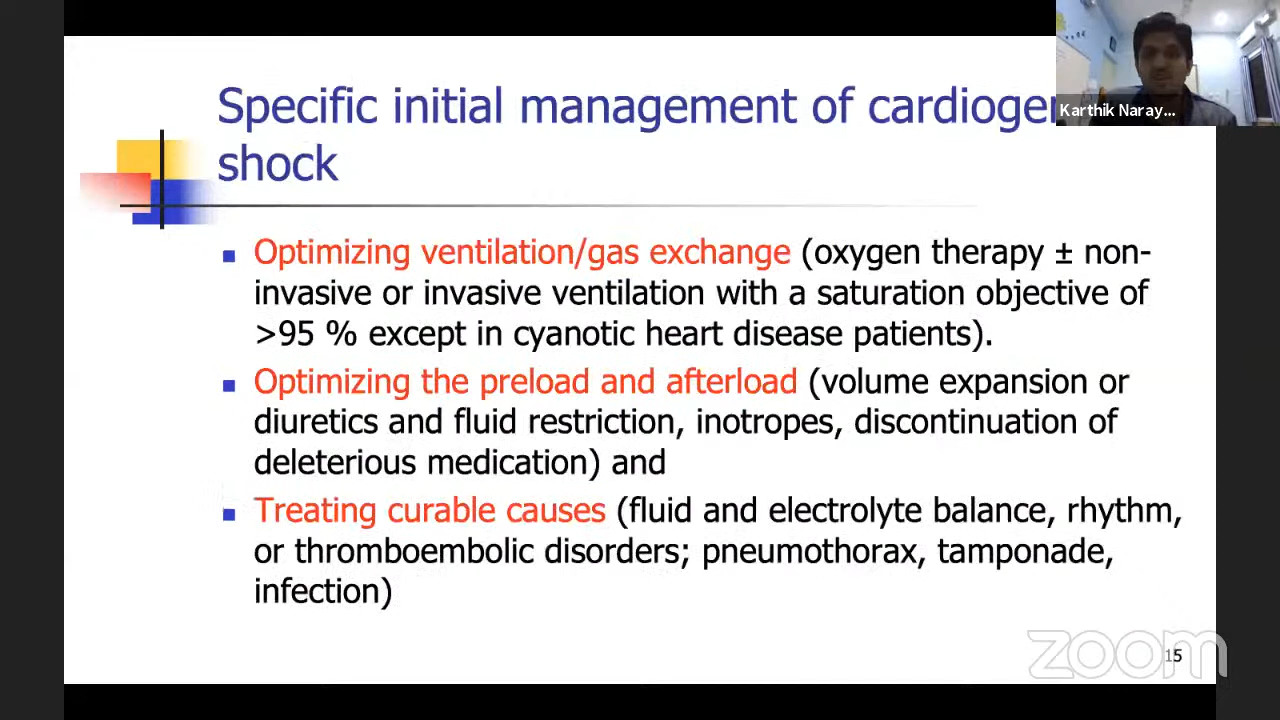 Specific initial management of cardiogen
shock
Karthik Naray...
Optimizing ventilation/gas exchange (oxygen therapy ± non-
invasive or invasive ventilation with a saturation objective of
>95 % except in cyanotic heart disease patients).
Optimizing the preload and afterload (volume expansion or
diuretics and fluid restriction, inotropes, discontinuation of
deleterious medication) and
Treating curable causes (fluid and electrolyte balance, rhythm,
or thromboembolic disorders; pneumothorax, tamponade,
infection)
zoom
15